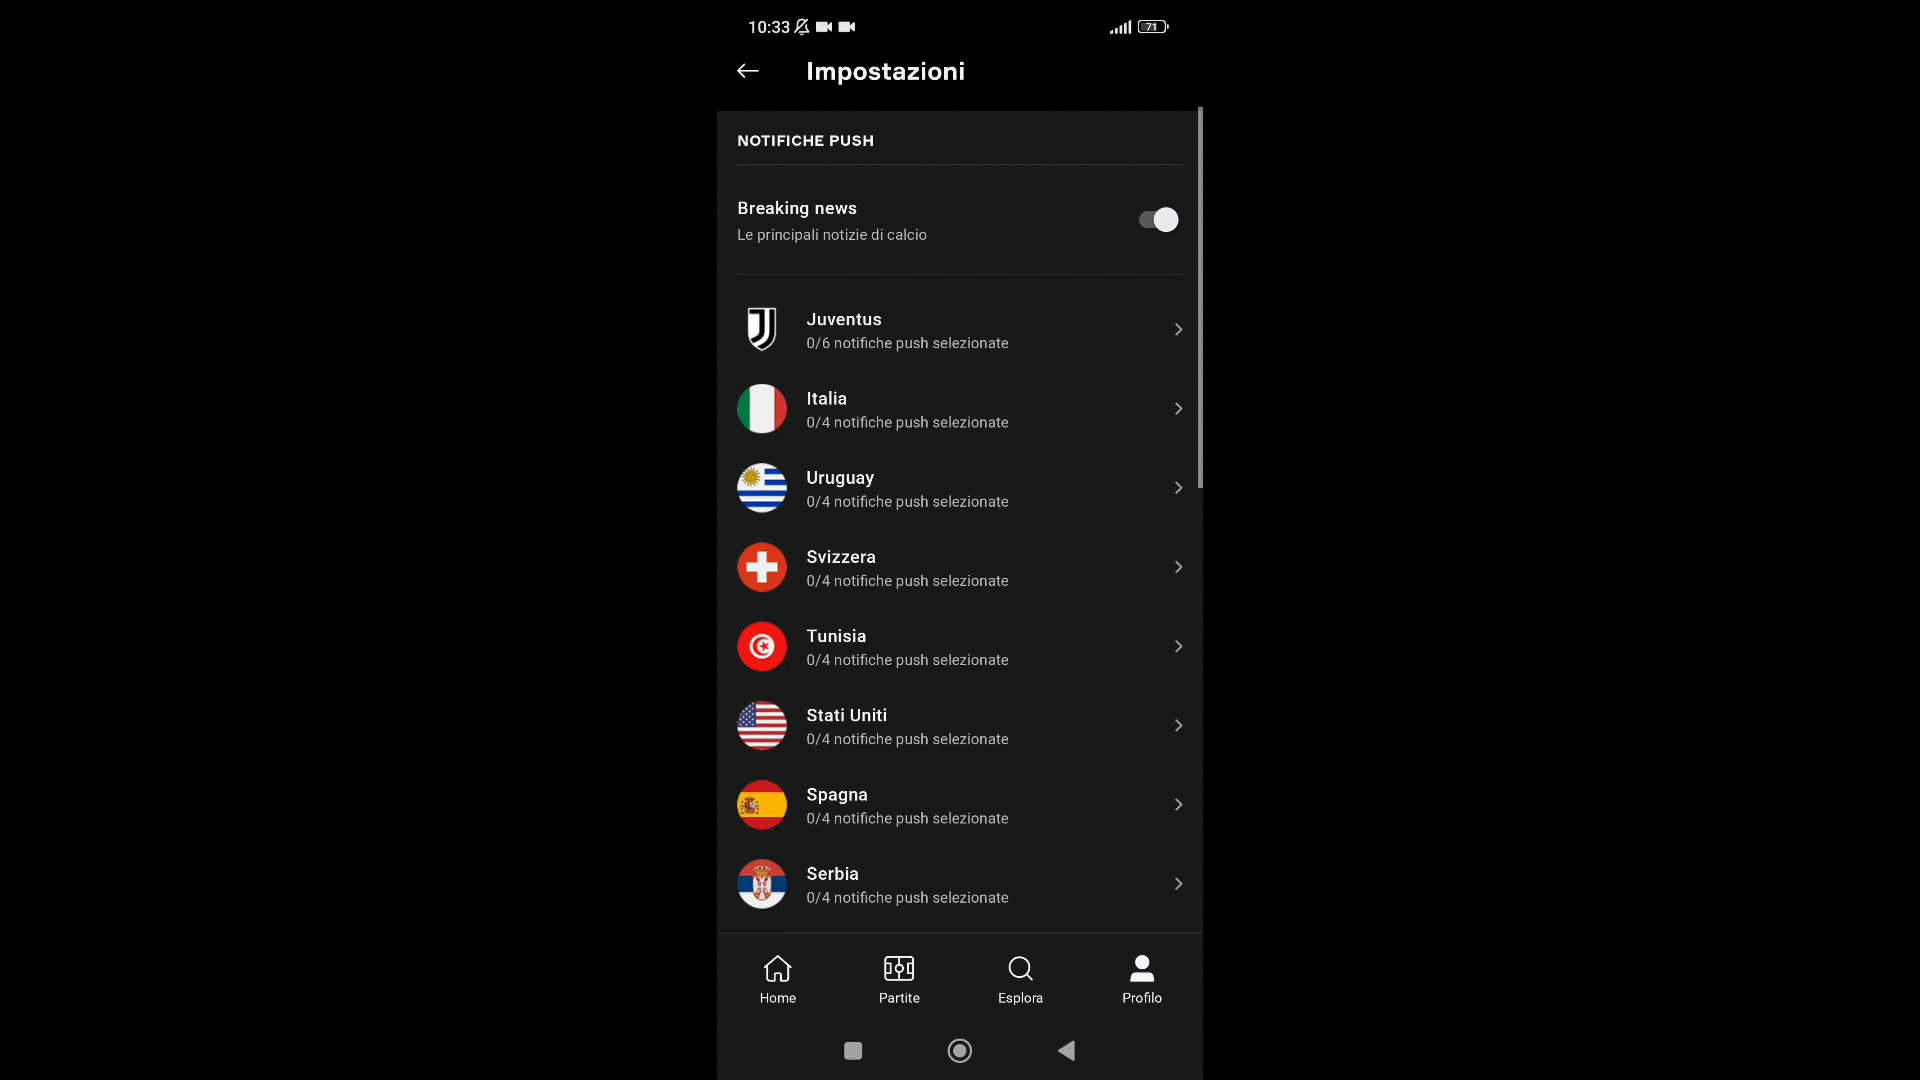 10:33
71
Impostazioni
NOTIFICHE PUSH
Breaking news
Le principali notizie di calcio
Juventus
0/6 notifiche push selezionate
Italia
0/4 notifiche push selezionate
Uruguay
0/4 notifiche push selezionate
Svizzera
0/4 notifiche push selezionate
Tunisia
0/4 notifiche push selezionate
Stati Uniti
0/4 notifiche push selezionate
Spagna
0/4 notifiche push selezionate
Serbia
0/4 notifiche push selezionate
Home
Partite
Esplora
Profilo